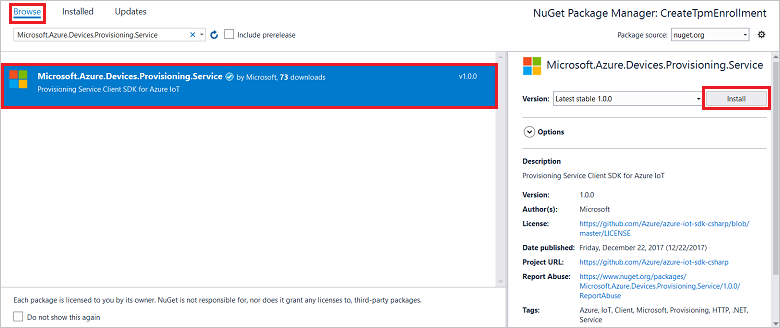 Browse Installed Updates
NuGet Package Manager: CreateTpmEnrollment
Microsoft.Azure.Devices.Provisioning.Service
Include prerelease
Package source: nuget.org
Microsoft.Azure.Devices.Provisioning.Service by Microsoft, 73 downloads v1.0.0
Provisioning Service Client SDK for Azure IoT
Each package is licensed to you by its owner. NuGet is not responsible for, nor does it grant any licenses to, third-party packages.
Do not show this again
Microsoft.Azure.Devices.Provisioning.Service
Version: Latest stable 1.0.0 Install
Options
Description
Provisioning Service Client SDK for Azure IoT
Version: 1.0.0
Author(s): Microsoft
License: https://github.com/Azure/azure-iot-sdk-csharp/blob/
master/LICENSE
Date published: Friday, December 22, 2017 (12/22/2017)
Project URL: https://github.com/Azure/azure-iot-sdk-csharp
Report Abuse: https://www.nuget.org/packages/
Microsoft.Azure.Devices.Provisioning.Service/1.0.0/
ReportAbuse
Tags: Azure, IoT, Client, Microsoft, Provisioning, HTTP, .NET,
Service